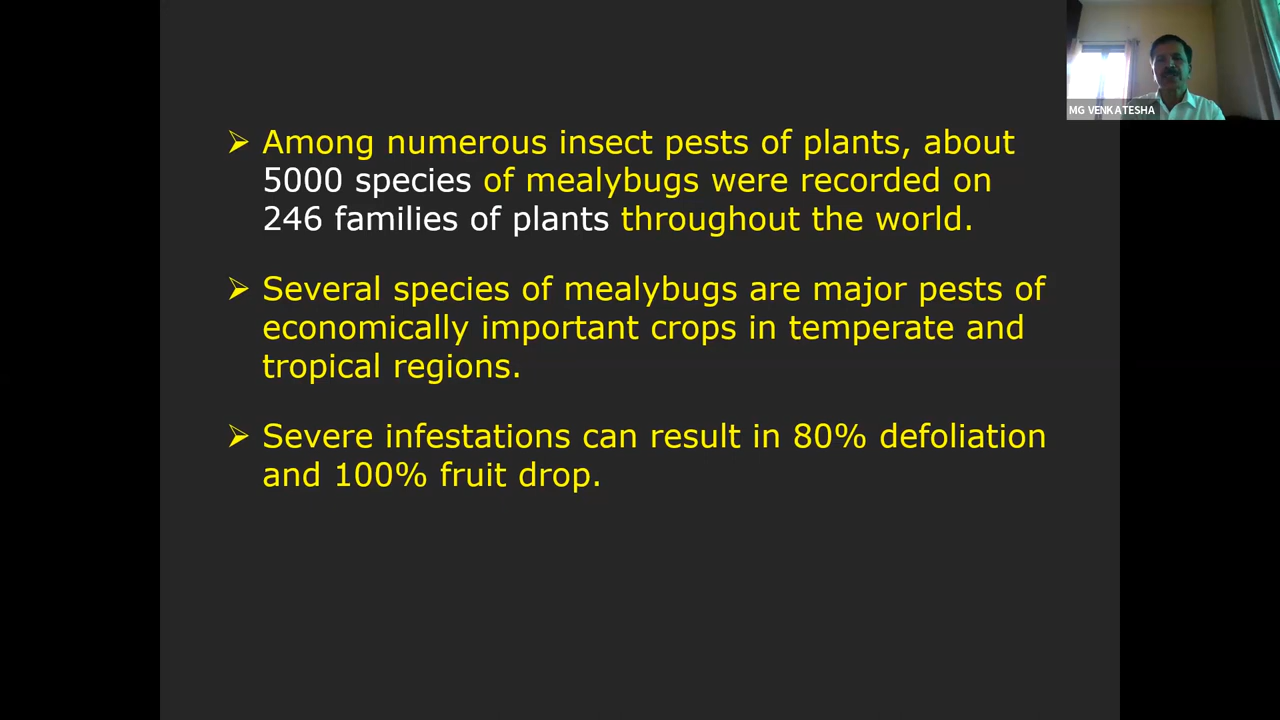 MG VENKATESHA
➢ Among numerous insect pests of plants, about
5000 species of mealybugs were recorded on
246 families of plants throughout the world.
➢ Several species of mealybugs are major pests of
economically important crops in temperate and
tropical regions.
➢ Severe infestations can result in 80% defoliation
and 100% fruit drop.